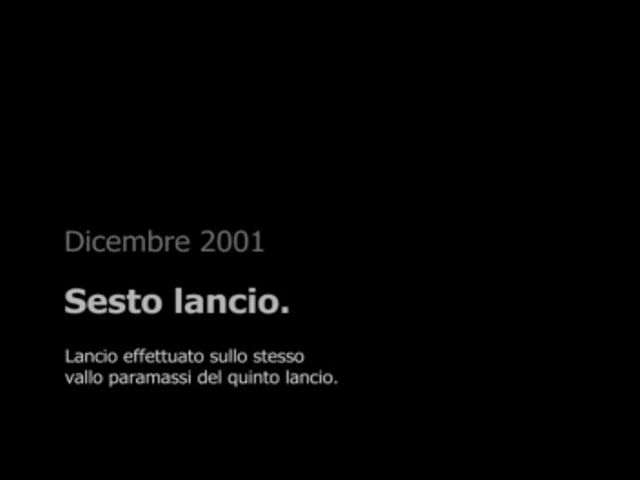 Dicembre 2001
Sesto lancio.
Lancio effettuato sullo stesso
vallo paramassi del quinto lancio.